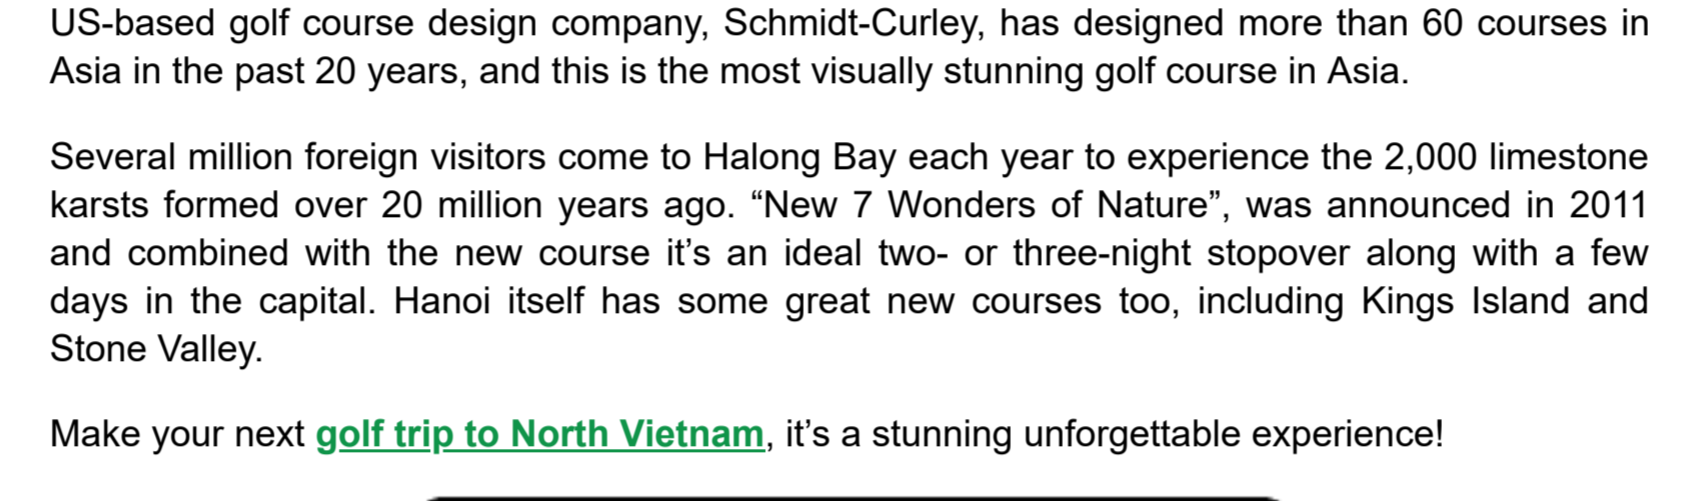 US-based golf course design company, Schmidt-Curley, has designed more than 60 courses in
Asia in the past 20 years, and this is the most visually stunning golf course in Asia.
Several million foreign visitors come to Halong Bay each year to experience the 2,000 limestone
karsts formed over 20 million years ago. “New 7 Wonders of Nature”, was announced in 2011
and combined with the new course it’s an ideal two- or three-night stopover along with a few
days in the capital. Hanoi itself has some great new courses too, including Kings Island and
Stone Valley.
Make your next golf trip to North Vietnam, it’s a stunning unforgettable experience!